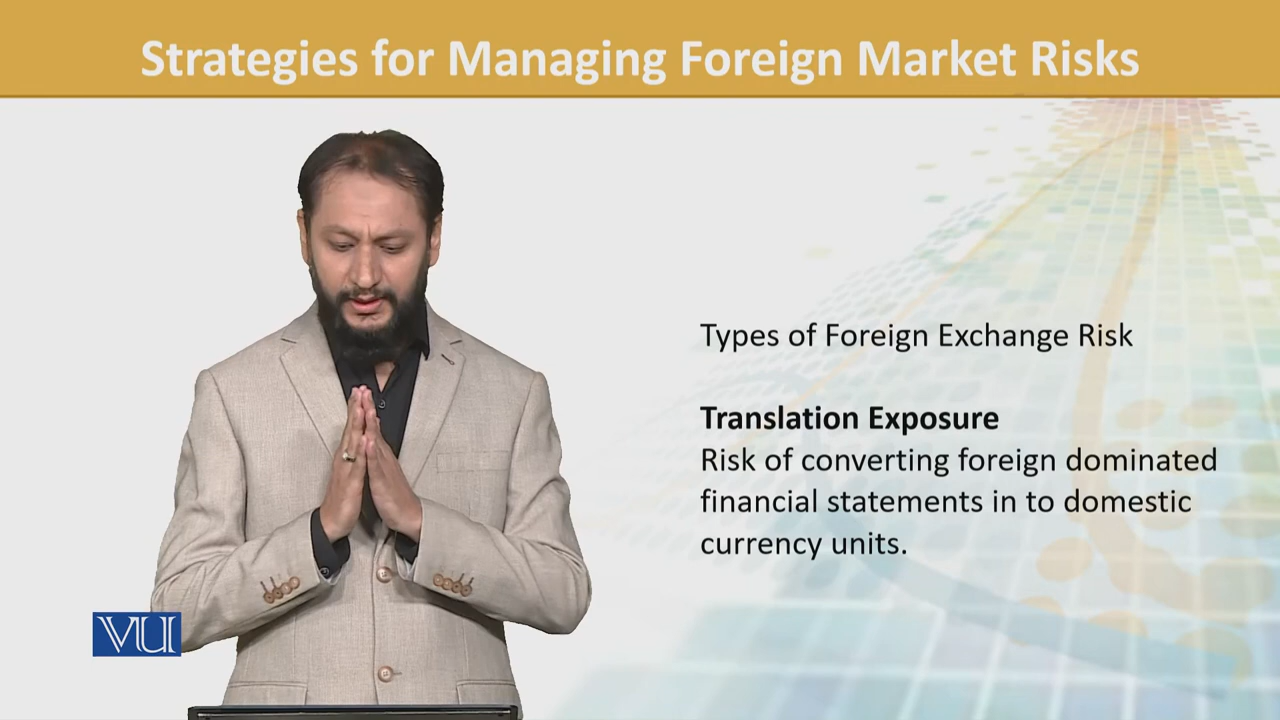 Strategies for Managing Foreign Market Risks
Types of Foreign Exchange Risk
Translation Exposure
Risk of converting foreign dominated
financial statements in to domestic
currency units.
VU